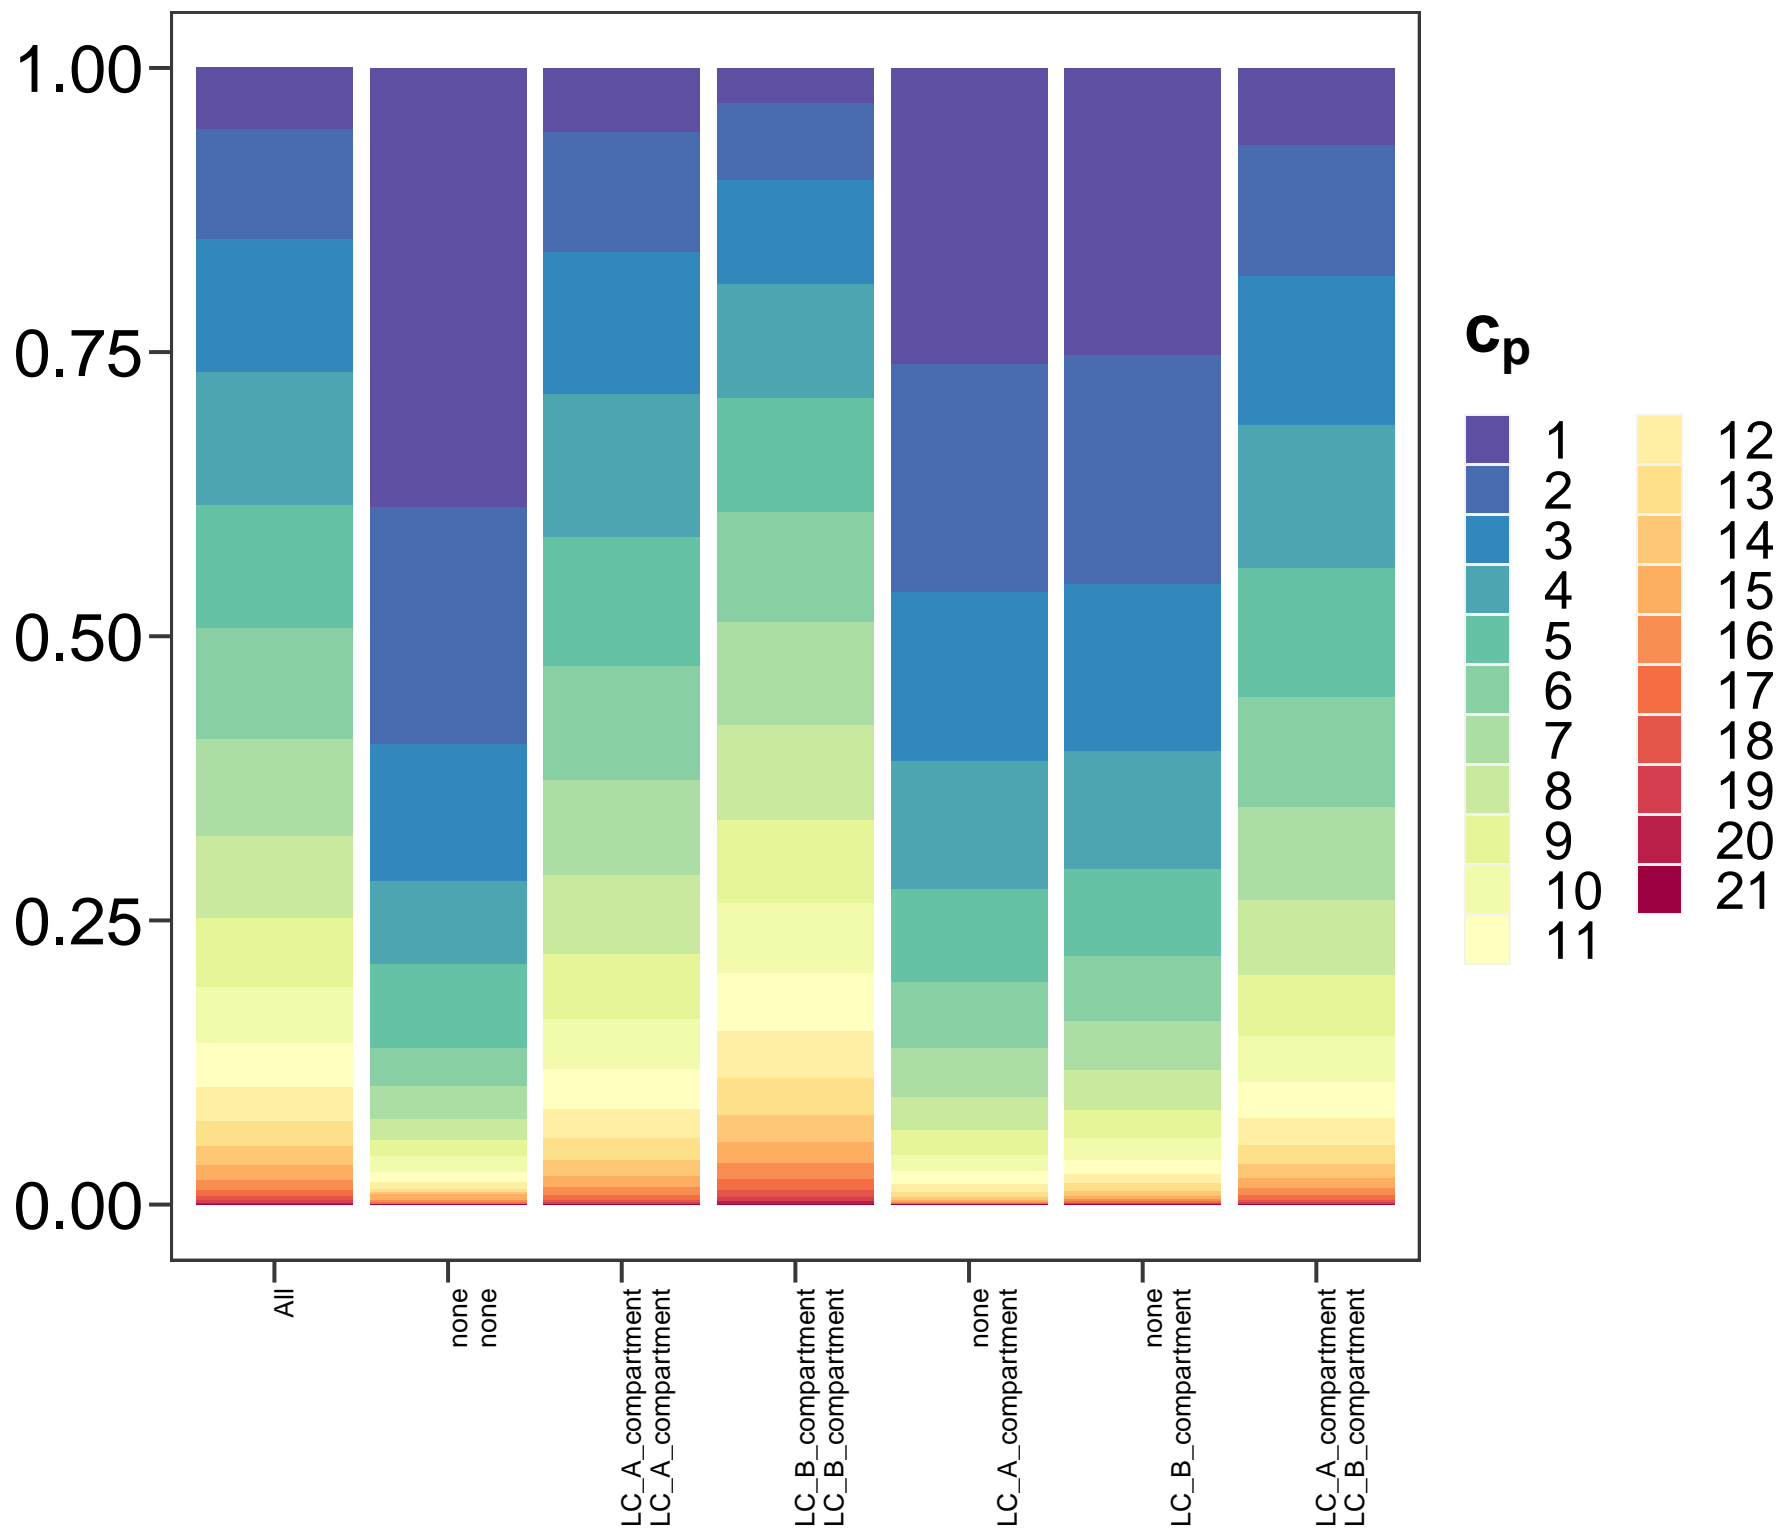 1.00
0.75
0.50
0.25
0.00
All
none
none
LC_A_compartment
LC_A_compartment
LC_B_compartment
LC_B_compartment
none
LC_A_compartment
none
LC_B_compartment
LC_A_compartment
LC_B_compartment
cp
1
2
3
4
5
6
7
8
9
10
11
12
13
14
15
16
17
18
19
20
21